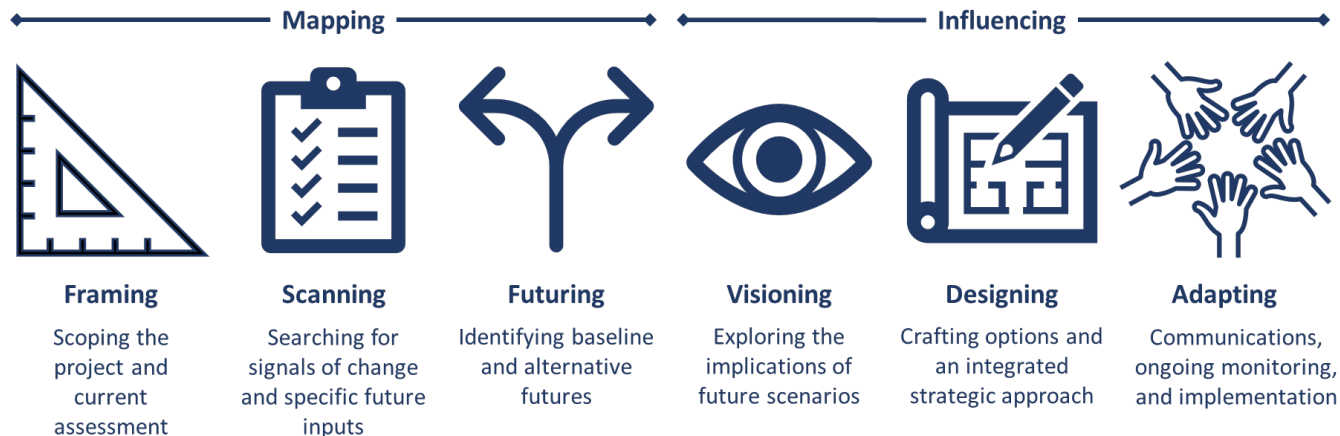 Mapping
Influencing
Framing
Scoping the
project and
current
assessment
Scanning
Searching for
signals of change
and specific future
inputs
Futuring
Identifying baseline
and alternative
futures
Visioning
Exploring the
implications of
future scenarios
Designing
Crafting options and
an integrated
strategic approach
Adapting
Communications,
ongoing monitoring,
and implementation